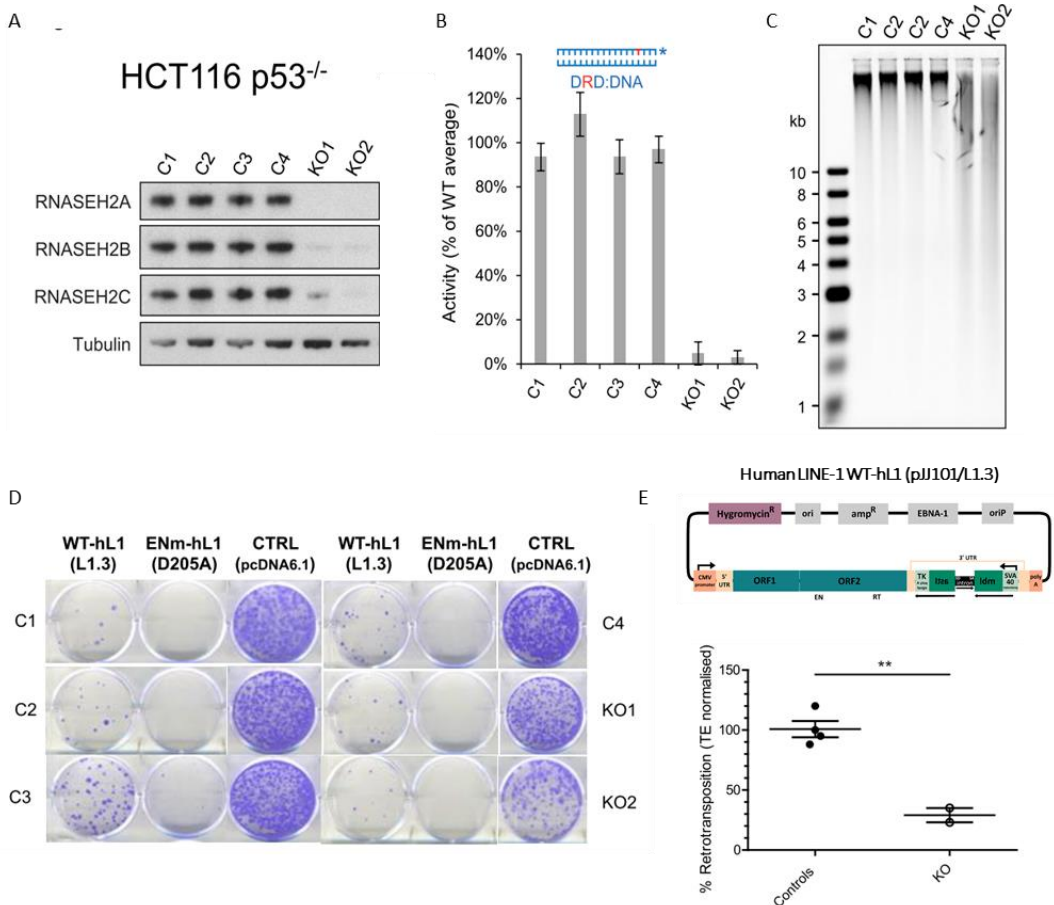 A
HCT116 p53-/-
C1 C2 C3 C4 KO1 KO2
RNASEH2A
RNASEH2B
RNASEH2C
Tubulin
B
140%
120%
100%
80%
60%
40%
20%
0%
Activity (% of WT average)
*
DRD:DNA
C1 C2 C3 C4 KO1 KO2
C
C1 C2 C2 C4 KO1 KO2
kb
10
8
6
5
4
3
2
1
D
WT-hL1 ENm-hL1 CTRL WT-hL1 ENm-hL1 CTRL
(L1.3) (D205A) (pcDNA6.1) (L1.3) (D205A) (pcDNA6.1)
C1 C4
C2 KO1
C3 KO2
Human LINE-1 WT-hL1 (pJJ101/L1.3)
E
HygromycinR ori ampR EBNA-1 oriP
3' UTR
CMV promoter 5' UTR ORF1 ORF2 TK intron SVA 40 poly A
EN RT
% Retrotransposition (TE normalised)
150
100
50
0
**
Controls KO